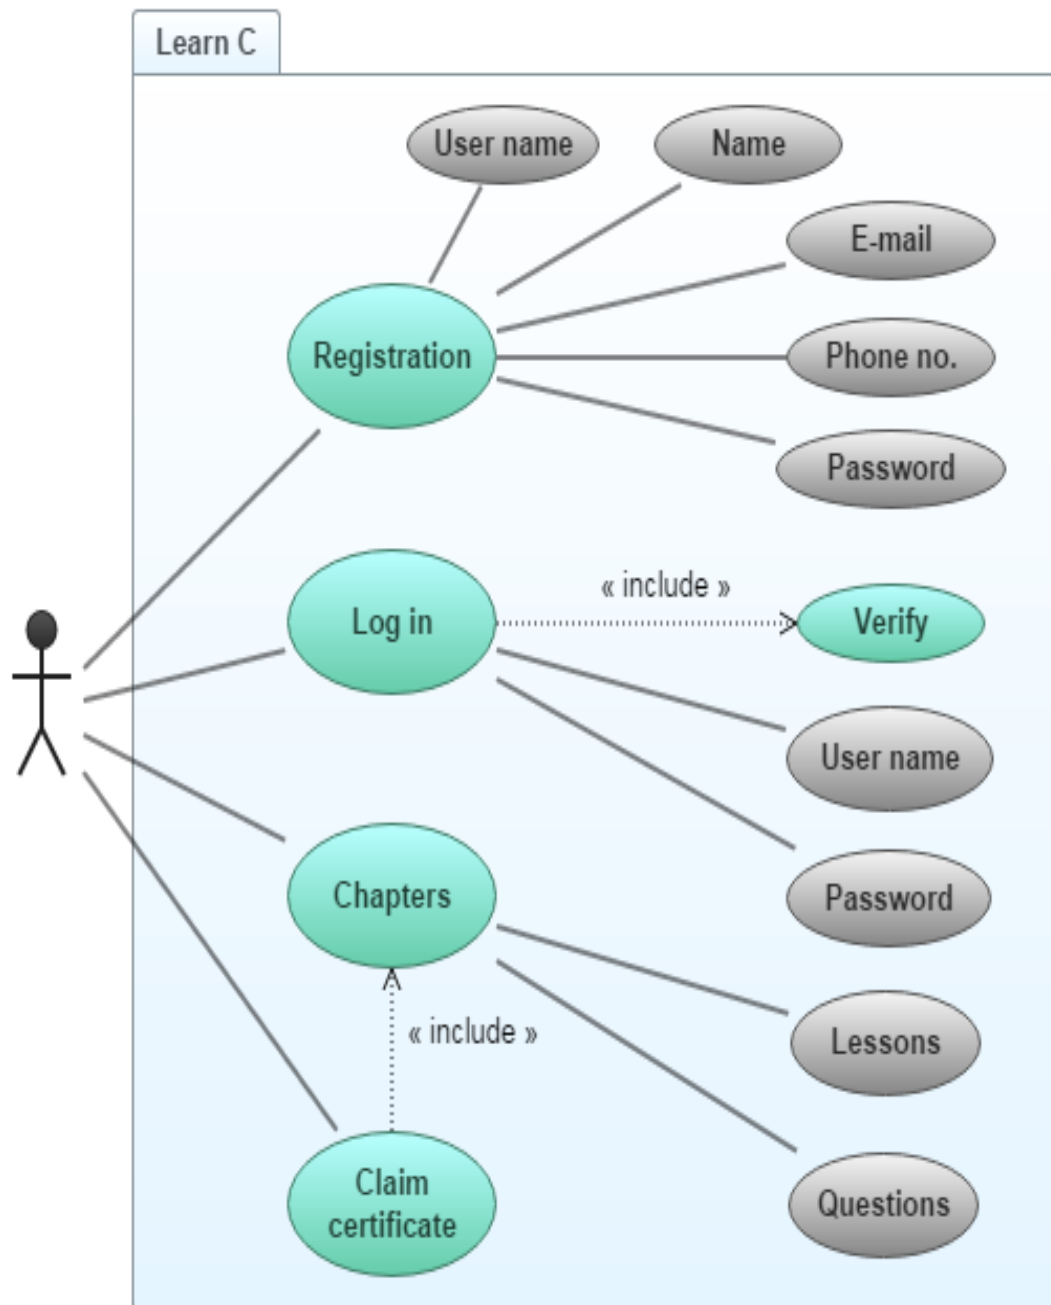 Learn C
User name
Name
E-mail
Registration
Phone no.
Password
« include »
Log in
Verify
User name
Chapters
Password
« include »
Lessons
Claim
certificate
Questions